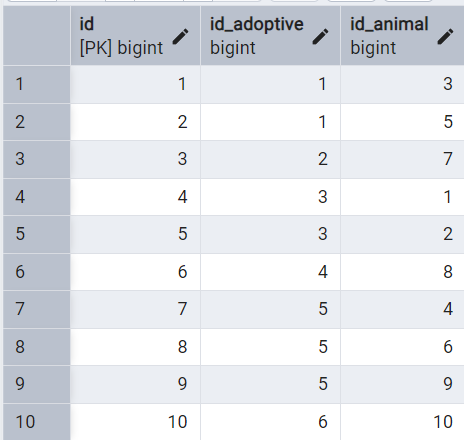 id id_adoptive id_animal
[PK] bigint bigint bigint
1 1 1 3
2 2 1 5
3 3 2 7
4 4 3 1
5 5 3 2
6 6 4 8
7 7 5 4
8 8 5 6
9 9 5 9
10 10 6 10